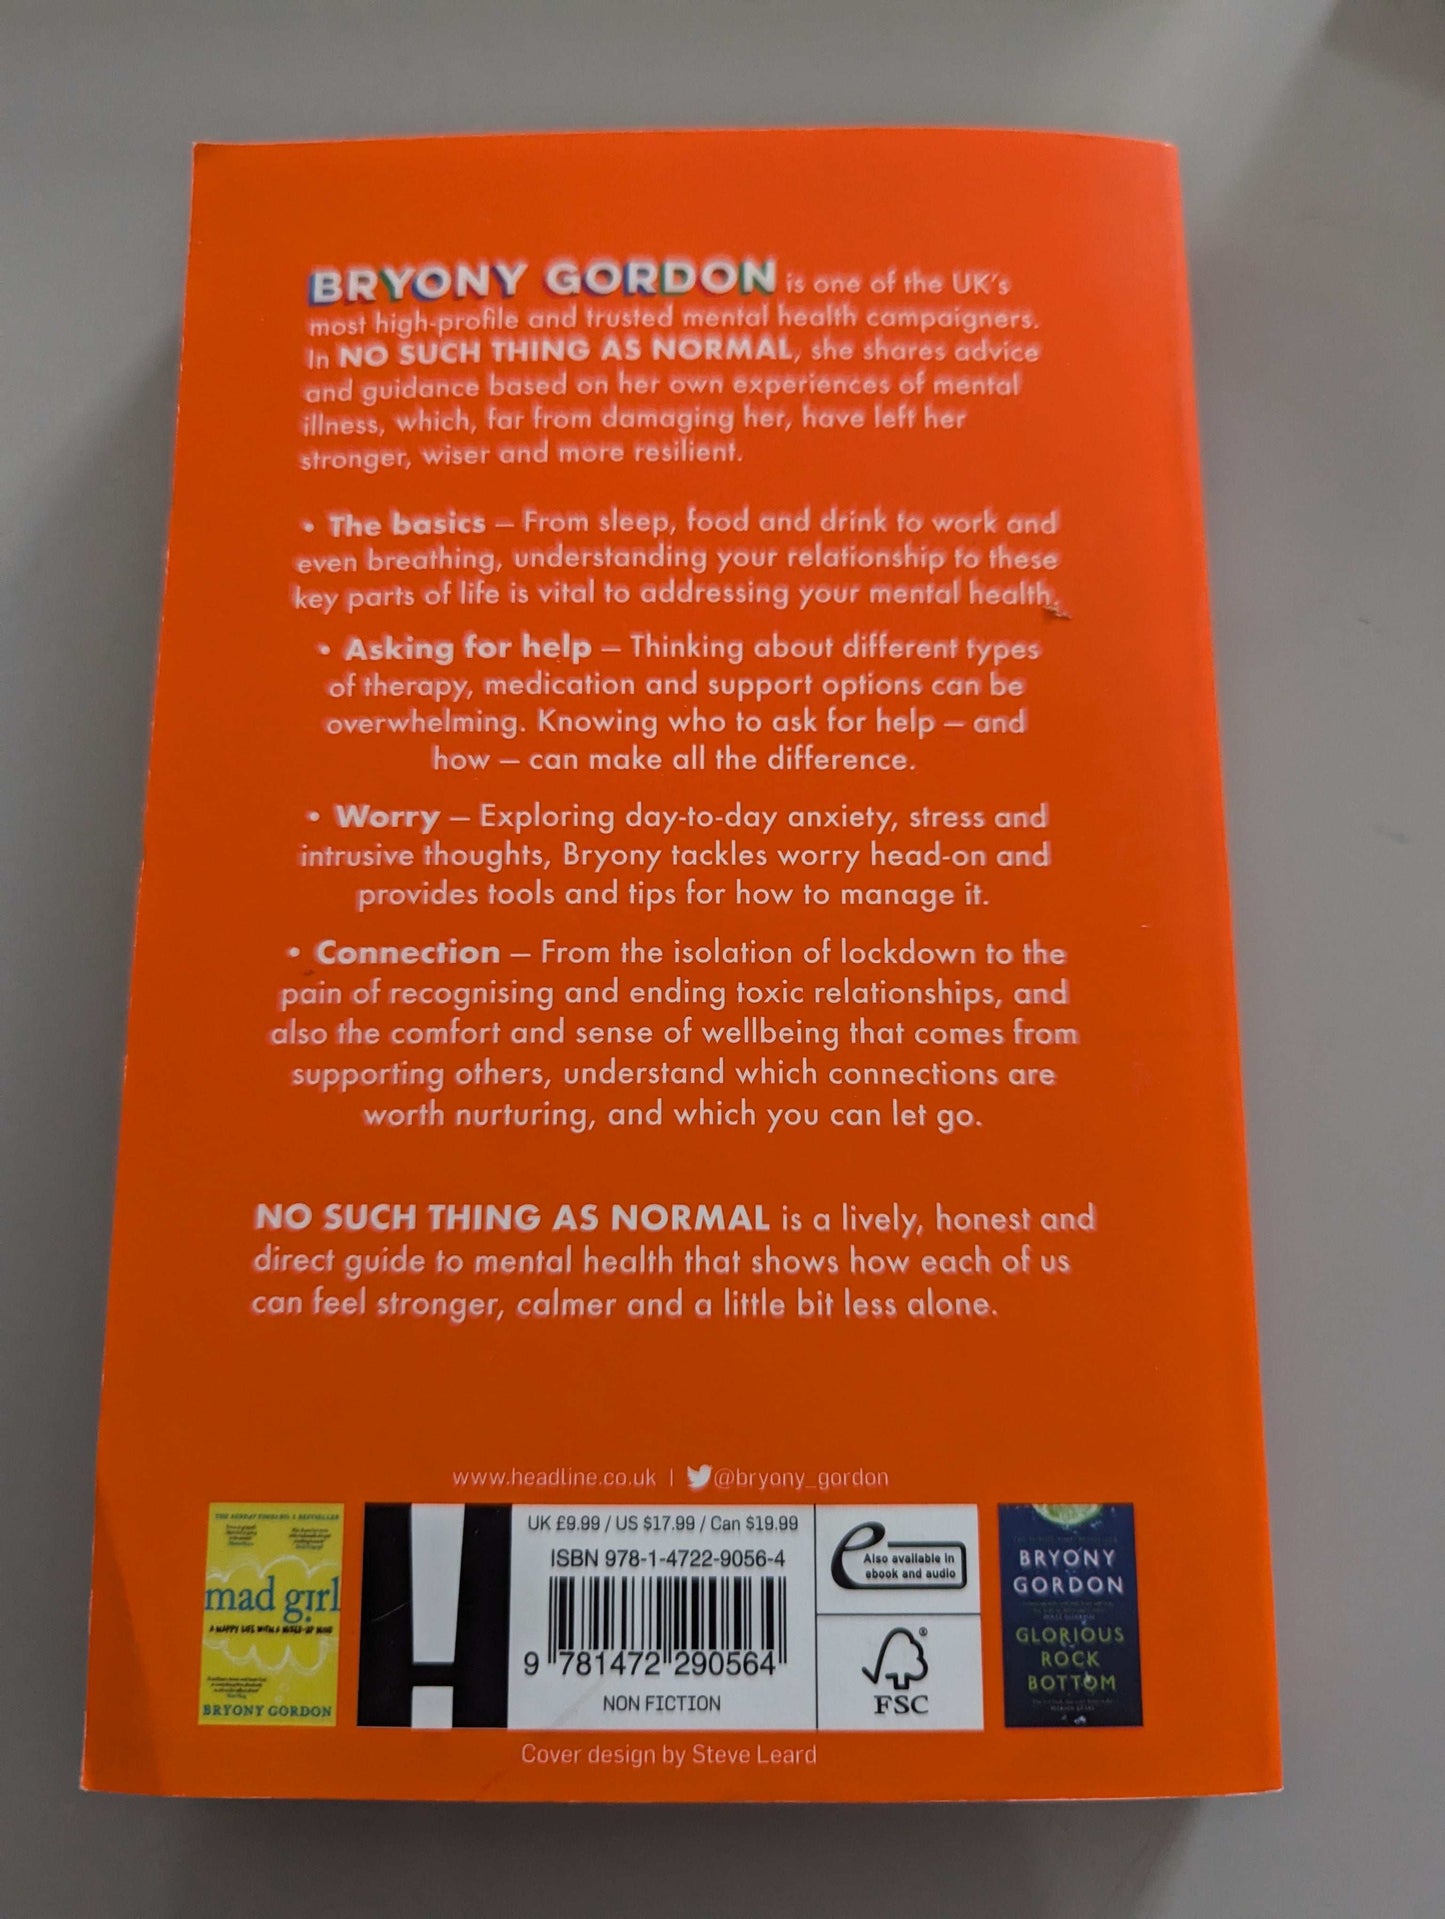 BRYONY GORDON is one of the UK's
most high-profile and trusted mental health campaigners.
In NO SUCH THING AS NORMAL, she shares advice
and guidance based on her own experiences of mental
illness, which, far from damaging her, have left her
stronger, wiser and more resilient.
• The basics – From sleep, food and drink to work and
even breathing, understanding your relationship to these
key parts of life is vital to addressing your mental health.
• Asking for help – Thinking about different types
of therapy, medication and support options can be
overwhelming. Knowing who to ask for help – and
how – can make all the difference.
• Worry – Exploring day-to-day anxiety, stress and
intrusive thoughts, Bryony tackles worry head-on and
provides tools and tips for how to manage it.
• Connection – From the isolation of lockdown to the
pain of recognising and ending toxic relationships, and
also the comfort and sense of wellbeing that comes from
supporting others, understand which connections are
worth nurturing, and which you can let go.
NO SUCH THING AS NORMAL is a lively, honest and
direct guide to mental health that shows how each of us
can feel stronger, calmer and a little bit less alone.
www.headline.co.uk | @bryony_gordon
THE SUNDAY TIMES NO. 1 BESTSELLER
mad girl
A HAPPY LIFE WITH A MIXED-UP MIND
BRYONY GORDON
H
UK £9.99 / US $17.99 / Can $19.99
ISBN 978-1-4722-9056-4
9 781472 290564
NON FICTION
e
Also available in
ebook and audio
®
FSC
BRYONY
GORDON
GLORIOUS
ROCK
BOTTOM
Cover design by Steve Leard